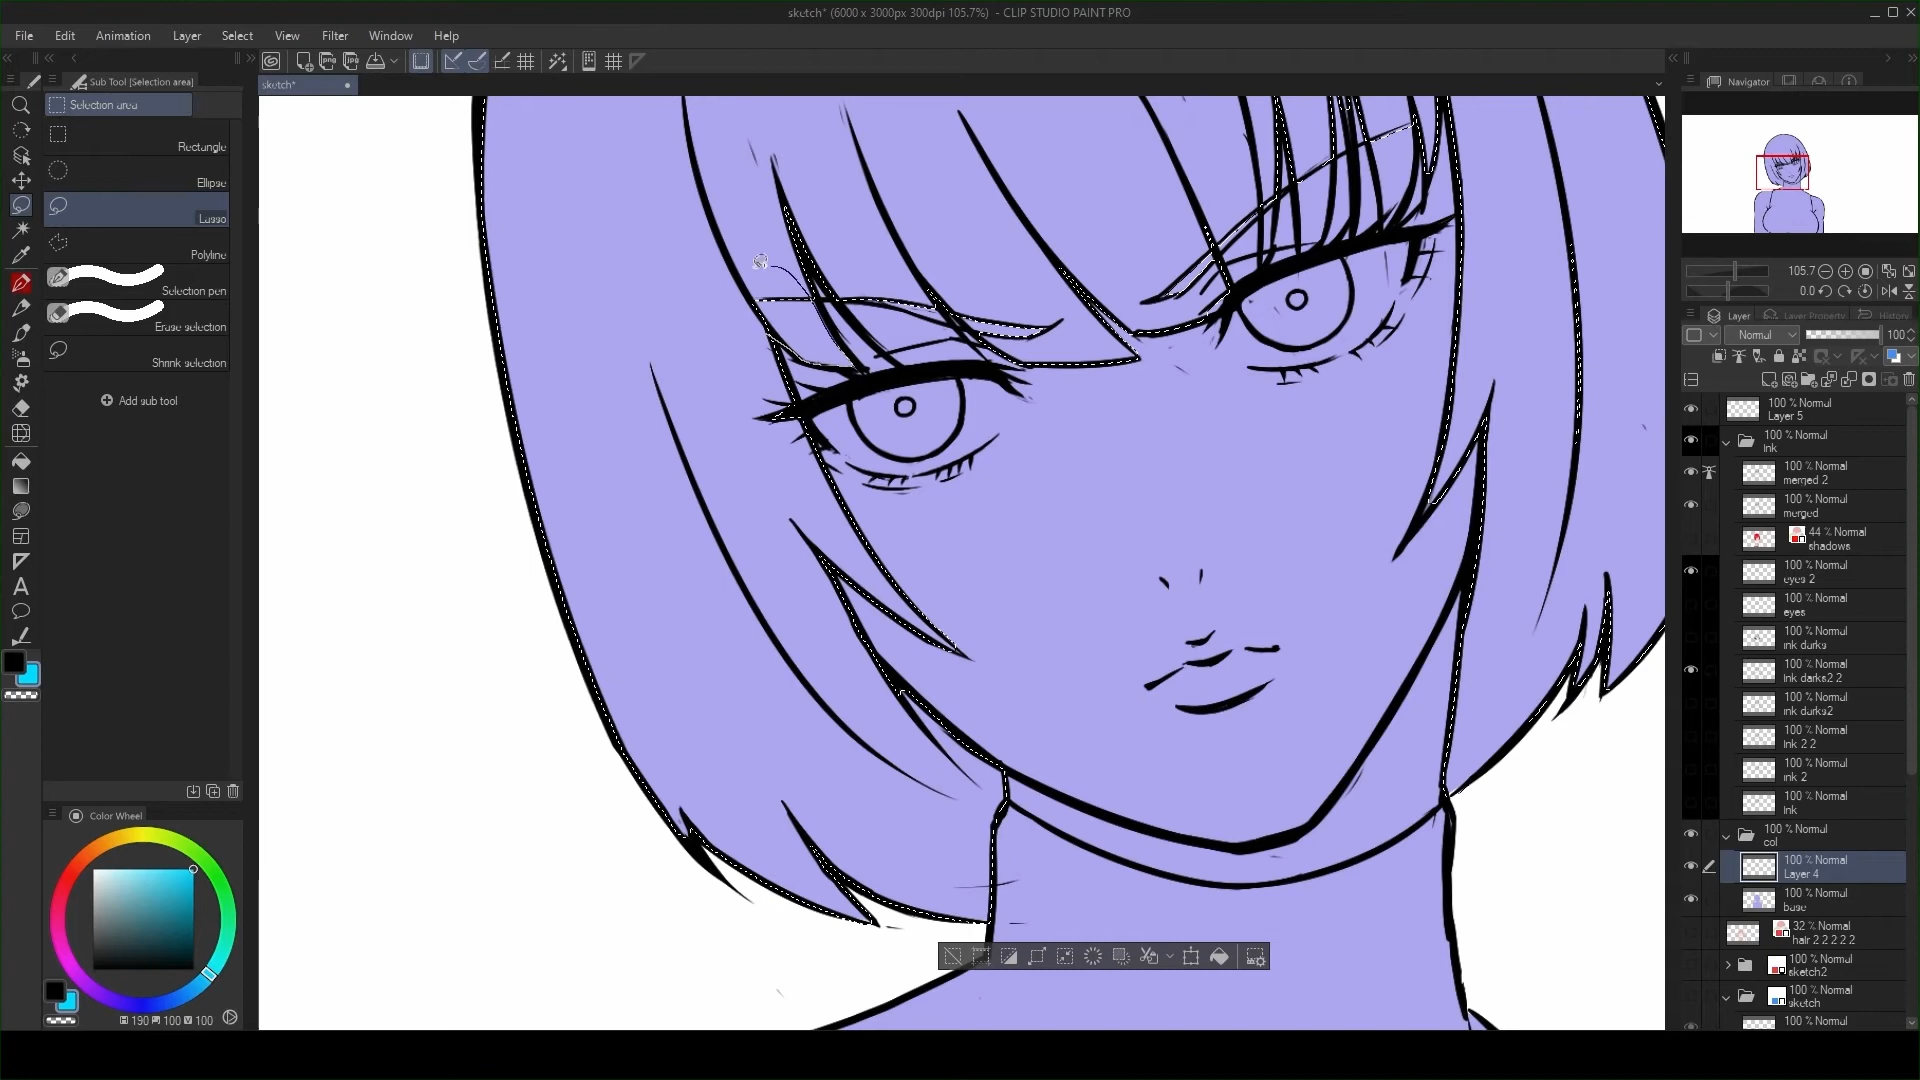 sketch* (6000 x 3000px 300dpi 105.7%) - CLIP STUDIO PAINT PRO
File Edit Animation Layer Select View Filter Window Help
Sub Tool [Selection area]
sketch*
Navigator
Selection area
Rectangle
Ellipse
Lasso
Polyline
Selection pen
Erase selection
Shrink selection
Add sub tool
105.7
0.0
Layer Layer Property History
Normal 100
100 % Normal
Layer 5
100 % Normal
Ink
100 % Normal
merged 2
100 % Normal
merged
44 % Normal
shadows
100 % Normal
eyes 2
100 % Normal
eyes
100 % Normal
ink darks
100 % Normal
Ink darks2 2
100 % Normal
ink darks2
100 % Normal
Ink 2 2
100 % Normal
ink 2
100 % Normal
Ink
100 % Normal
col
100 % Normal
Layer 4
100 % Normal
base
32 % Normal
hair 2 2 2 2 2
100 % Normal
sketch2
100 % Normal
sketch
100 % Normal
Color Wheel
H 190 S 100 V 100
A